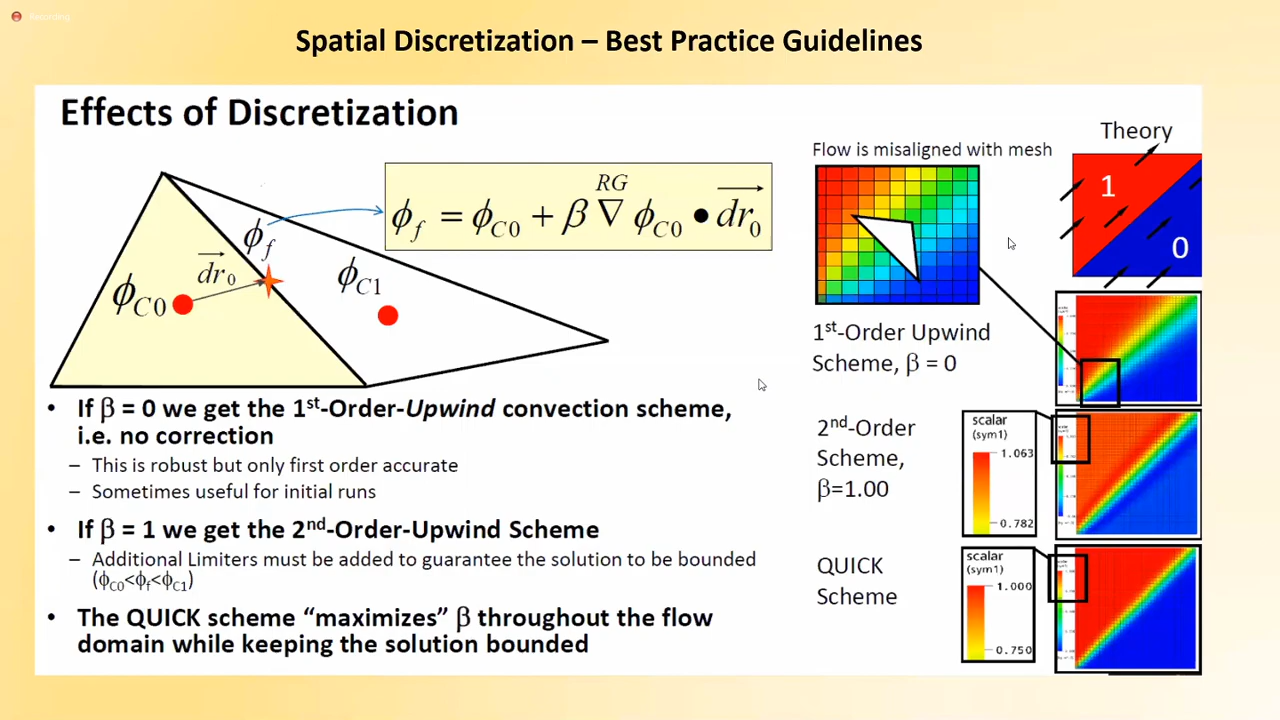 Recording
Spatial Discretization – Best Practice Guidelines
Effects of Discretization
ϕf = ϕC0 + β ∇RG ϕC0 • dr0
ϕf
dr0
ϕC0
ϕC1
• If β = 0 we get the 1st-Order-Upwind convection scheme,
i.e. no correction
– This is robust but only first order accurate
– Sometimes useful for initial runs
• If β = 1 we get the 2nd-Order-Upwind Scheme
– Additional Limiters must be added to guarantee the solution to be bounded
(ϕC0<ϕf<ϕC1)
• The QUICK scheme “maximizes” β throughout the flow
domain while keeping the solution bounded
Flow is misaligned with mesh
Theory
1
0
1st-Order Upwind
Scheme, β = 0
2nd-Order
Scheme,
β=1.00
scalar
(sym1)
1.063
0.782
QUICK
Scheme
scalar
(sym1)
1.000
0.750